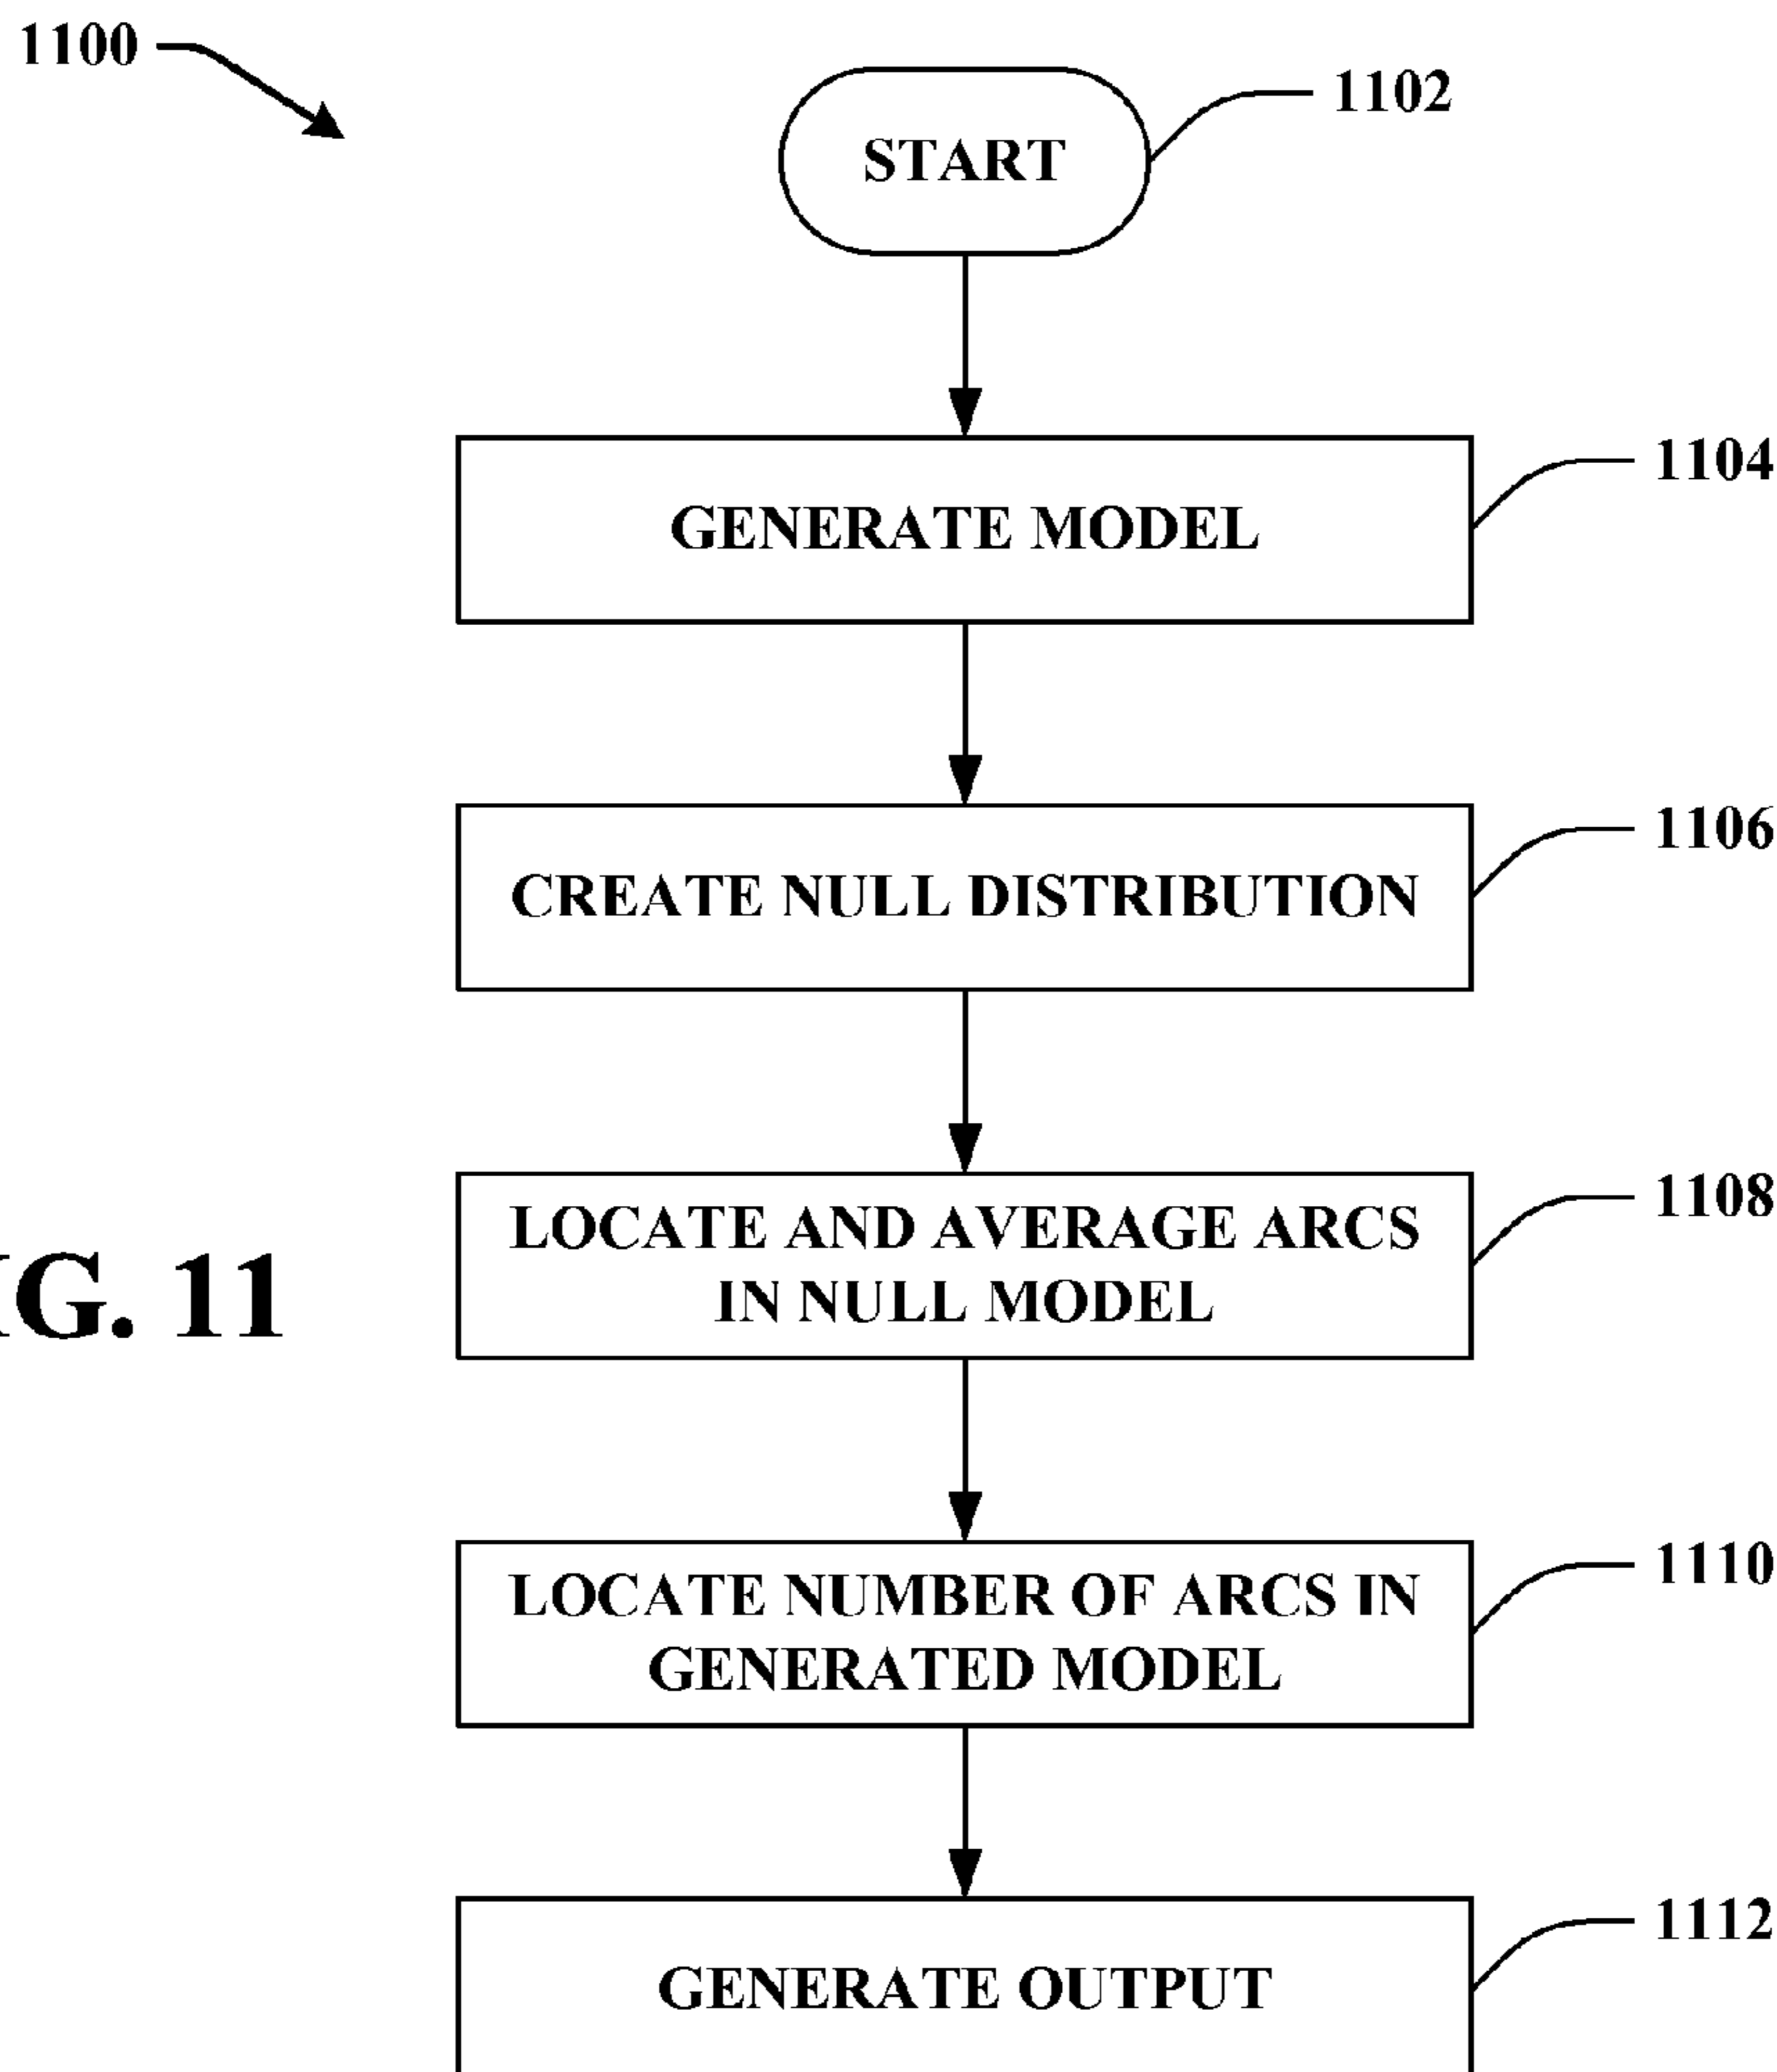 1100
1102
START
1104
GENERATE MODEL
1106
CREATE NULL DISTRIBUTION
1108
LOCATE AND AVERAGE ARCS
IN NULL MODEL
G. 11
1110
LOCATE NUMBER OF ARCS IN
GENERATED MODEL
1112
GENERATE OUTPUT